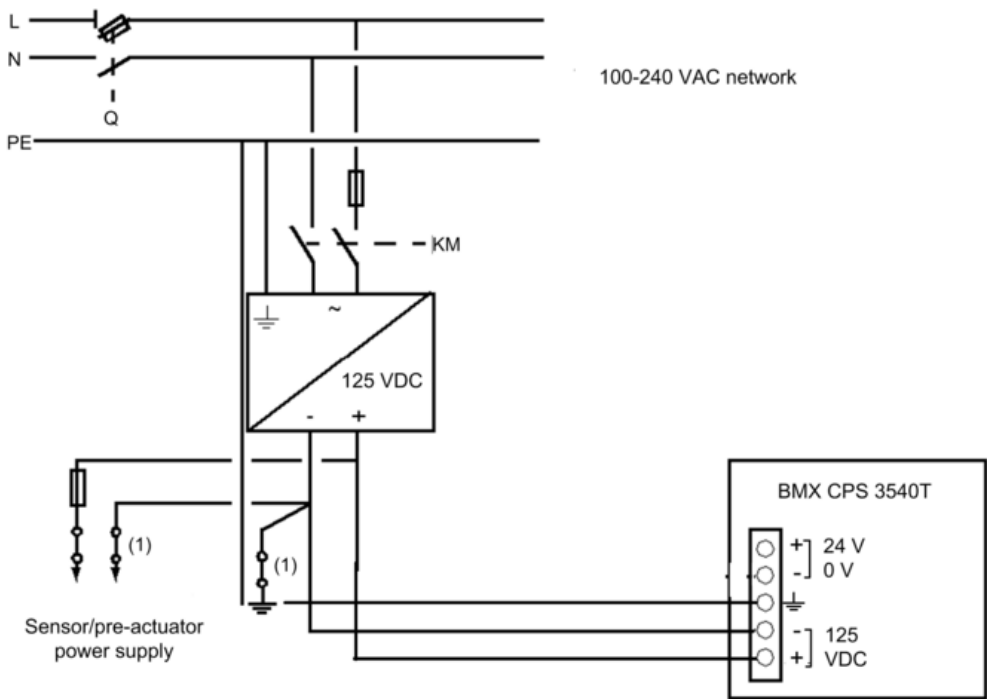 L
N
100-240 VAC network
Q
PE
KM
~
125 VDC
- +
BMX CPS 3540T
+ 24 V
- 0 V
(1)
(1)
Sensor/pre-actuator
power supply
- 125
+ VDC